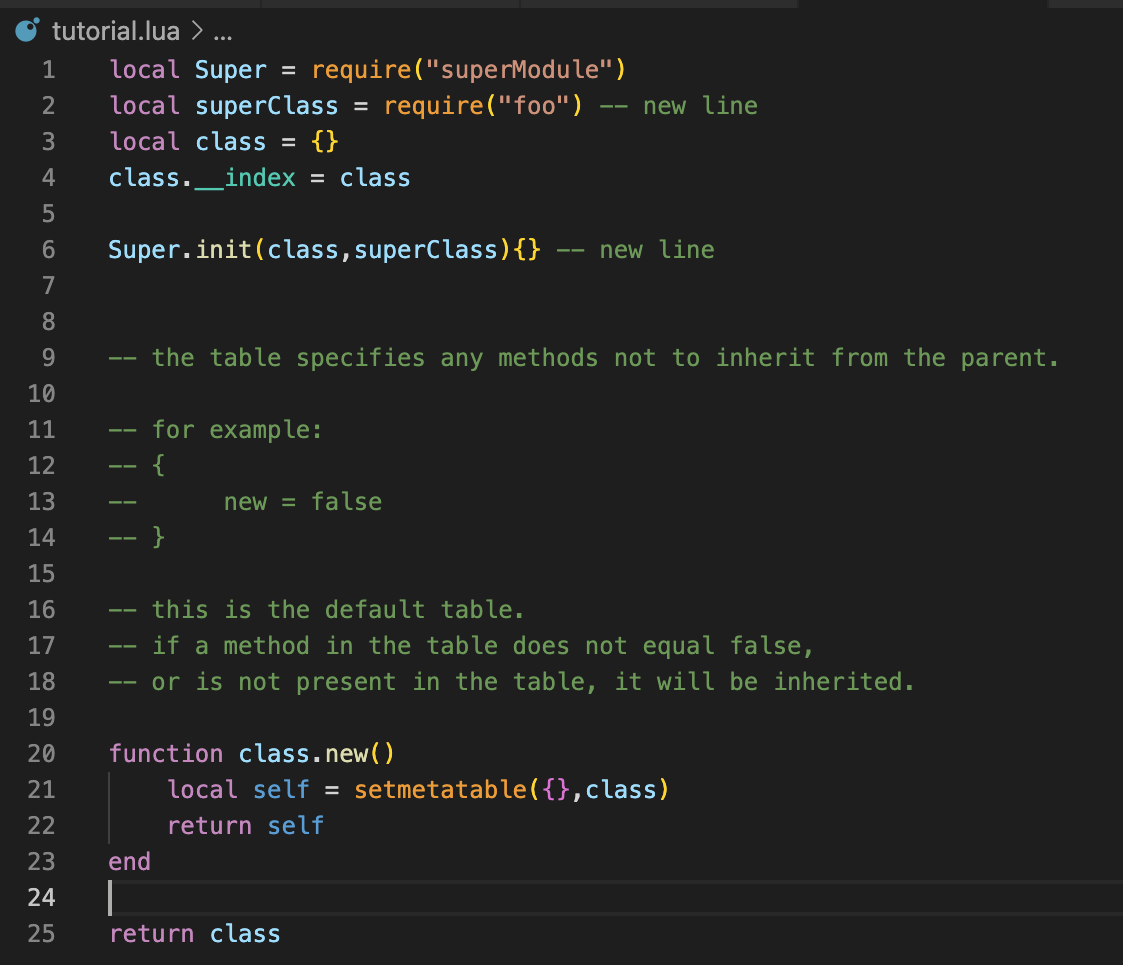 tutorial.lua > ...
1 local Super = require("superModule")
2 local superClass = require("foo") -- new line
3 local class = {}
4 class.__index = class
5
6 Super.init(class,superClass){} -- new line
7
8
9 -- the table specifies any methods not to inherit from the parent.
10
11 -- for example:
12 -- {
13 --      new = false
14 -- }
15
16 -- this is the default table.
17 -- if a method in the table does not equal false,
18 -- or is not present in the table, it will be inherited.
19
20 function class.new()
21     local self = setmetatable({},class)
22     return self
23 end
24
25 return class